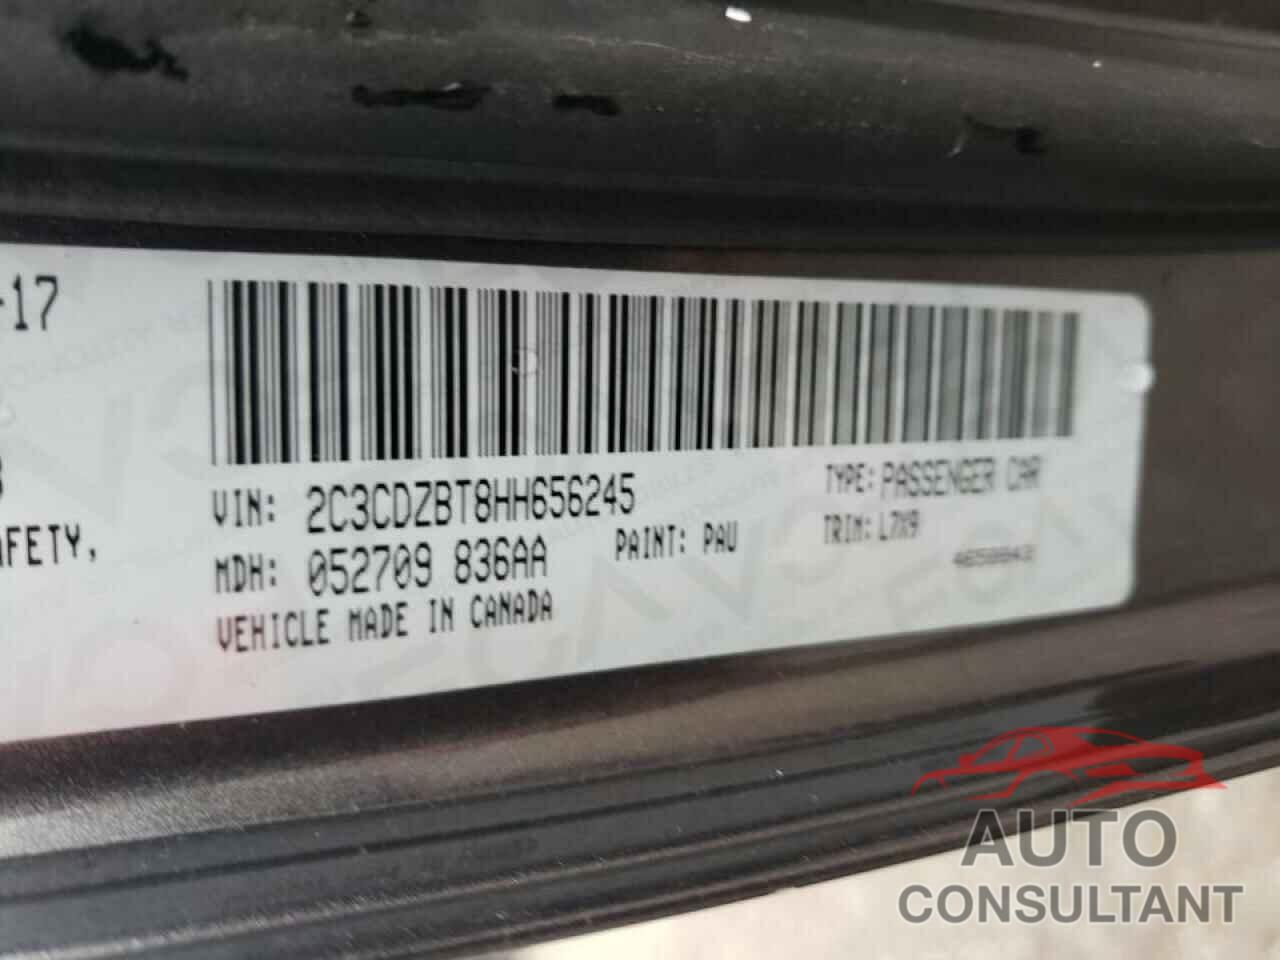 -17
AFETY,
VIN: 2C3CDZBT8HH656245
TYPE: PASSENGER CAR
MDH: 052709 836AA
PAINT: PAU
TRIM: L7X9
VEHICLE MADE IN CANADA
AUTO
CONSULTANT